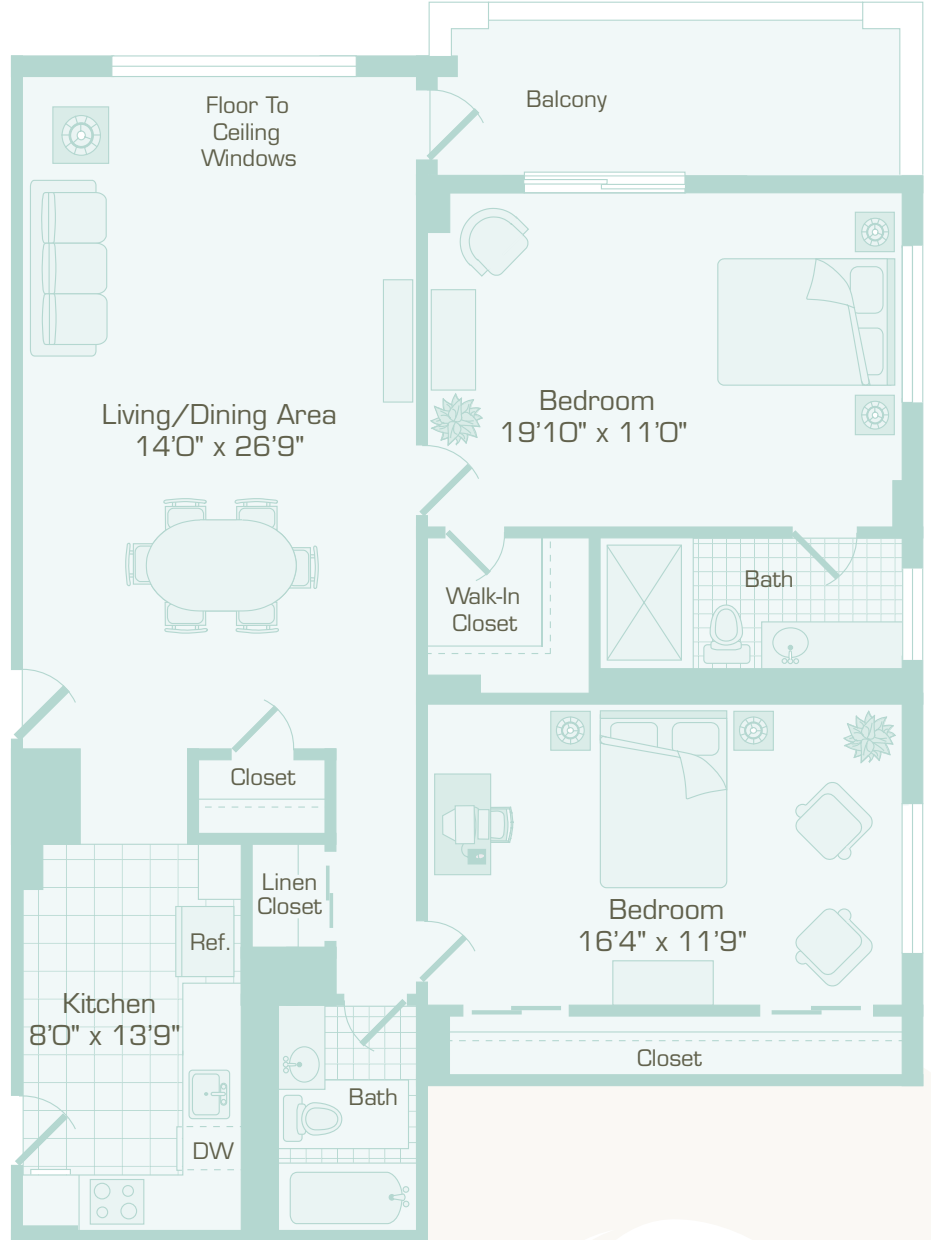 Floor To
Ceiling
Windows
Balcony
Living/Dining Area
14'0" x 26'9"
Bedroom
19'10" x 11'0"
Walk-In
Closet
Bath
Closet
Linen
Closet
Ref.
Bedroom
16'4" x 11'9"
Kitchen
8'0" x 13'9"
Closet
Bath
DW